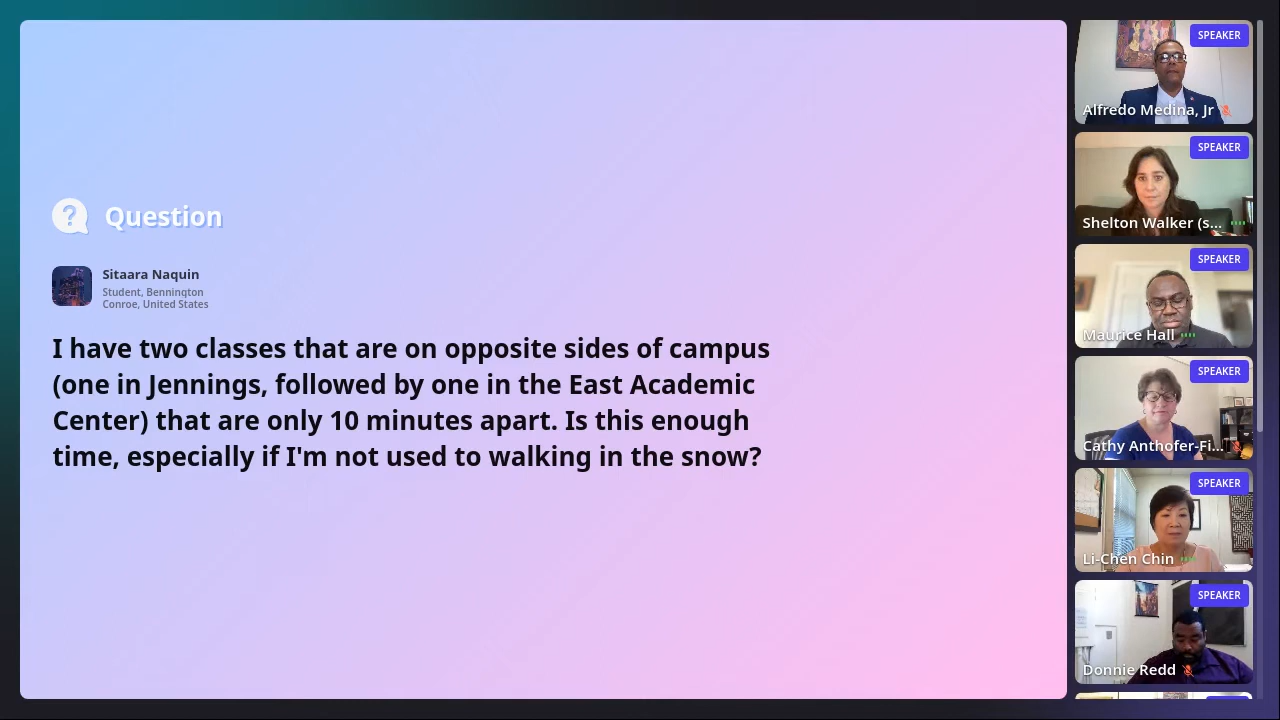 Question
Sitaara Naquin
Student, Bennington
Conroe, United States
I have two classes that are on opposite sides of campus
(one in Jennings, followed by one in the East Academic
Center) that are only 10 minutes apart. Is this enough
time, especially if I'm not used to walking in the snow?
SPEAKER
Alfredo Medina, Jr
SPEAKER
Shelton Walker (s...
SPEAKER
Maurice Hall
SPEAKER
Cathy Anthofer-Fi...
SPEAKER
Li-Chen Chin
SPEAKER
Donnie Redd